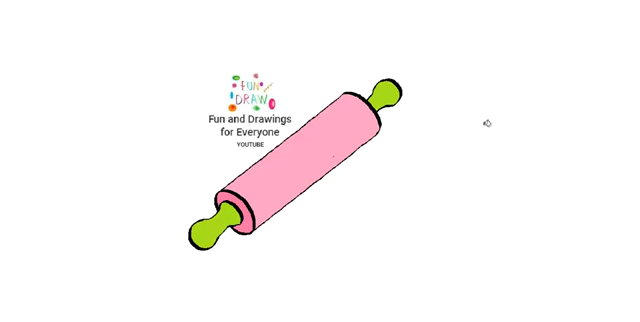 FUN
DRAW
Fun and Drawings
for Everyone
YOUTUBE